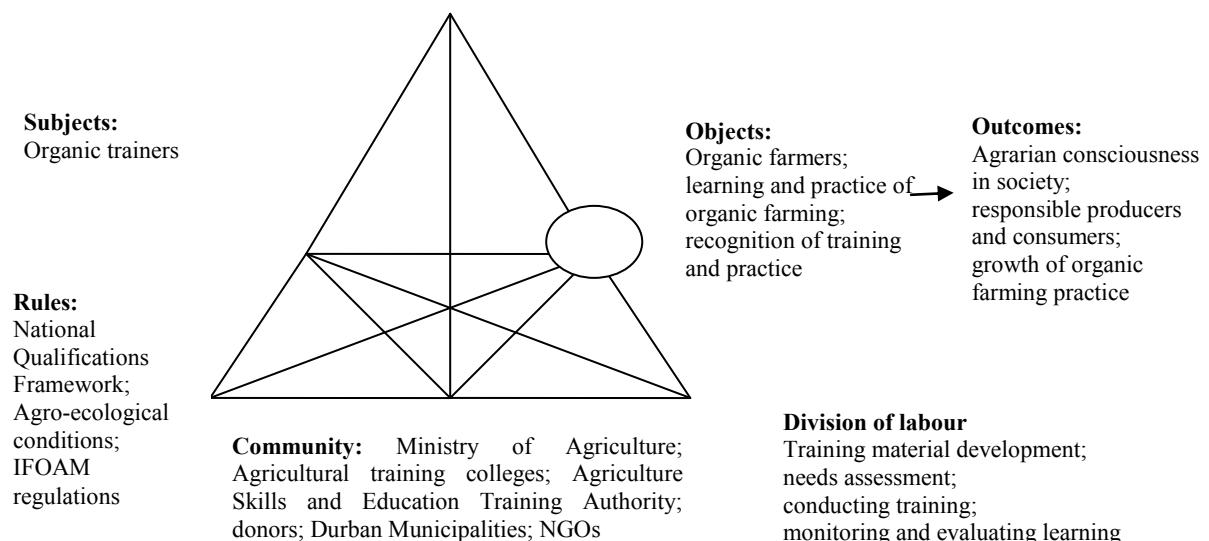 Subjects:
Organic trainers
Objects:
Organic farmers;
learning and practice of
organic farming;
recognition of training
and practice
Outcomes:
Agrarian consciousness
in society;
responsible producers
and consumers;
growth of organic
farming practice
Rules:
National
Qualifications
Framework;
Agro-ecological
conditions;
IFOAM
regulations
Community: Ministry of Agriculture;
Agricultural training colleges; Agriculture
Skills and Education Training Authority;
donors; Durban Municipalities; NGOs
Division of labour
Training material development;
needs assessment;
conducting training;
monitoring and evaluating learning